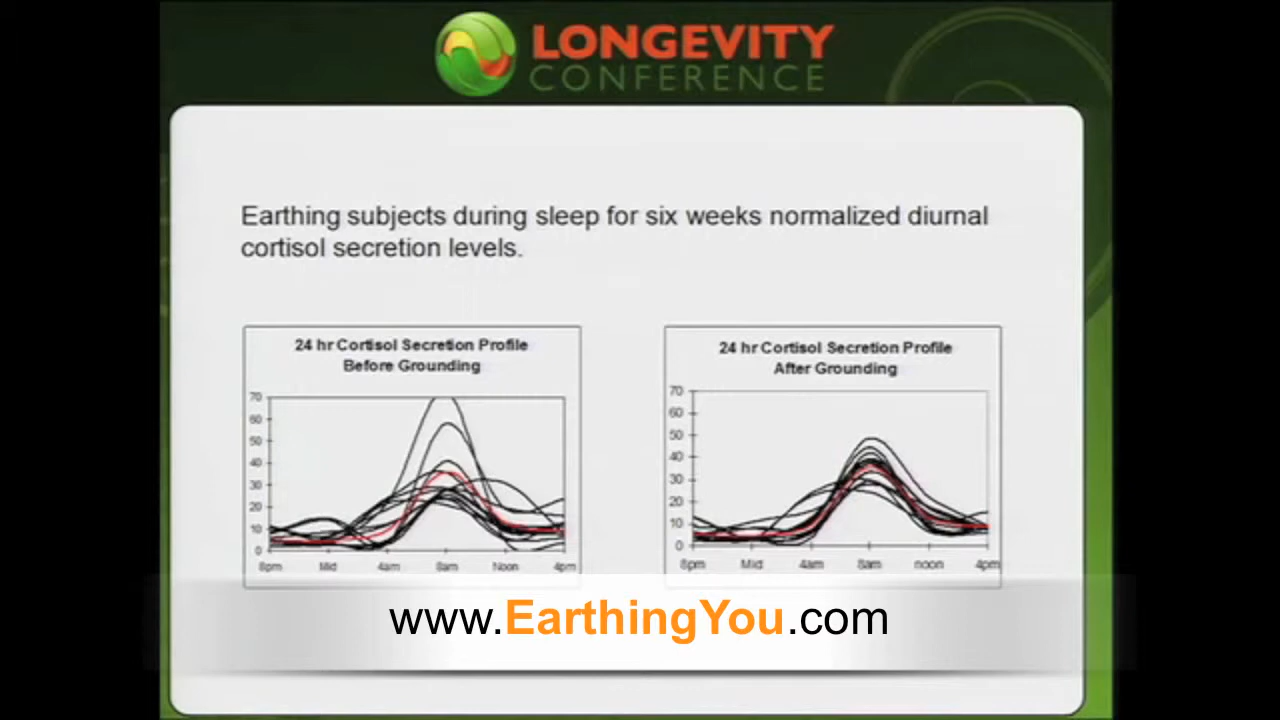 LONGEVITY
CONFERENCE
Earthing subjects during sleep for six weeks normalized diurnal
cortisol secretion levels.
24 hr Cortisol Secretion Profile
Before Grounding
70
60
50
40
30
20
10
0
8pm Mid 4am 8am Noon 4pm
24 hr Cortisol Secretion Profile
After Grounding
70
60
50
40
30
20
10
0
8pm Mid 4am 8am noon 4pm
www.EarthingYou.com